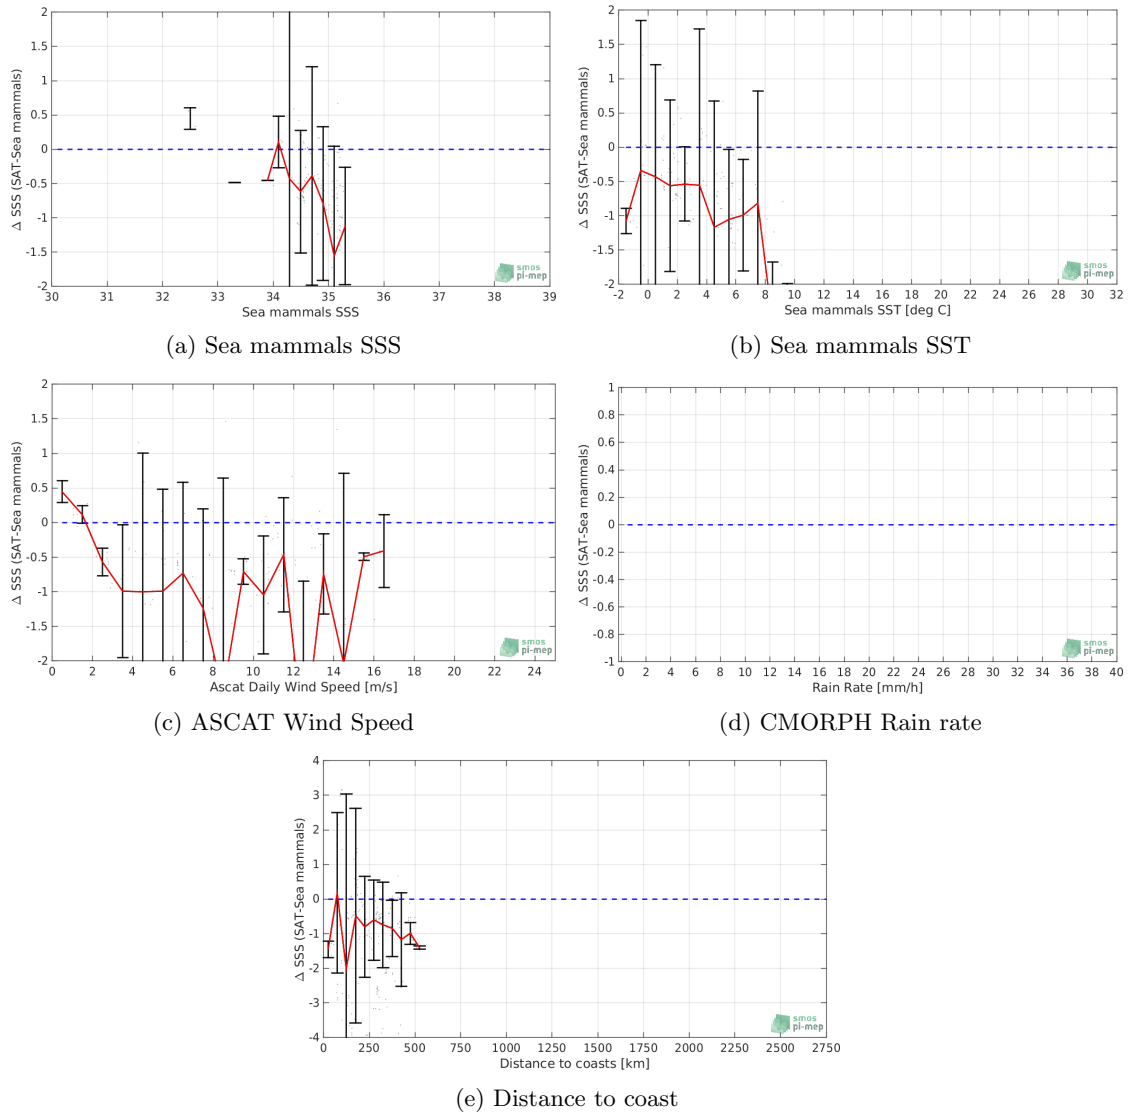 2
1.5
1
0.5
0
-0.5
-1
-1.5
-2
Δ SSS (SAT-Sea mammals)
30 31 32 33 34 35 36 37 38 39
Sea mammals SSS
smos
pi-mep
(a) Sea mammals SSS
2
1.5
1
0.5
0
-0.5
-1
-1.5
-2
Δ SSS (SAT-Sea mammals)
-2 0 2 4 6 8 10 12 14 16 18 20 22 24 26 28 30 32
Sea mammals SST [deg C]
smos
pi-mep
(b) Sea mammals SST
2
1.5
1
0.5
0
-0.5
-1
-1.5
-2
Δ SSS (SAT-Sea mammals)
0 2 4 6 8 10 12 14 16 18 20 22 24
Ascat Daily Wind Speed [m/s]
smos
pi-mep
(c) ASCAT Wind Speed
1
0.8
0.6
0.4
0.2
0
-0.2
-0.4
-0.6
-0.8
-1
Δ SSS (SAT-Sea mammals)
0 2 4 6 8 10 12 14 16 18 20 22 24 26 28 30 32 34 36 38 40
Rain Rate [mm/h]
smos
pi-mep
(d) CMORPH Rain rate
4
3
2
1
0
-1
-2
-3
-4
Δ SSS (SAT-Sea mammals)
0 250 500 750 1000 1250 1500 1750 2000 2250 2500 2750
Distance to coasts [km]
smos
pi-mep
(e) Distance to coast